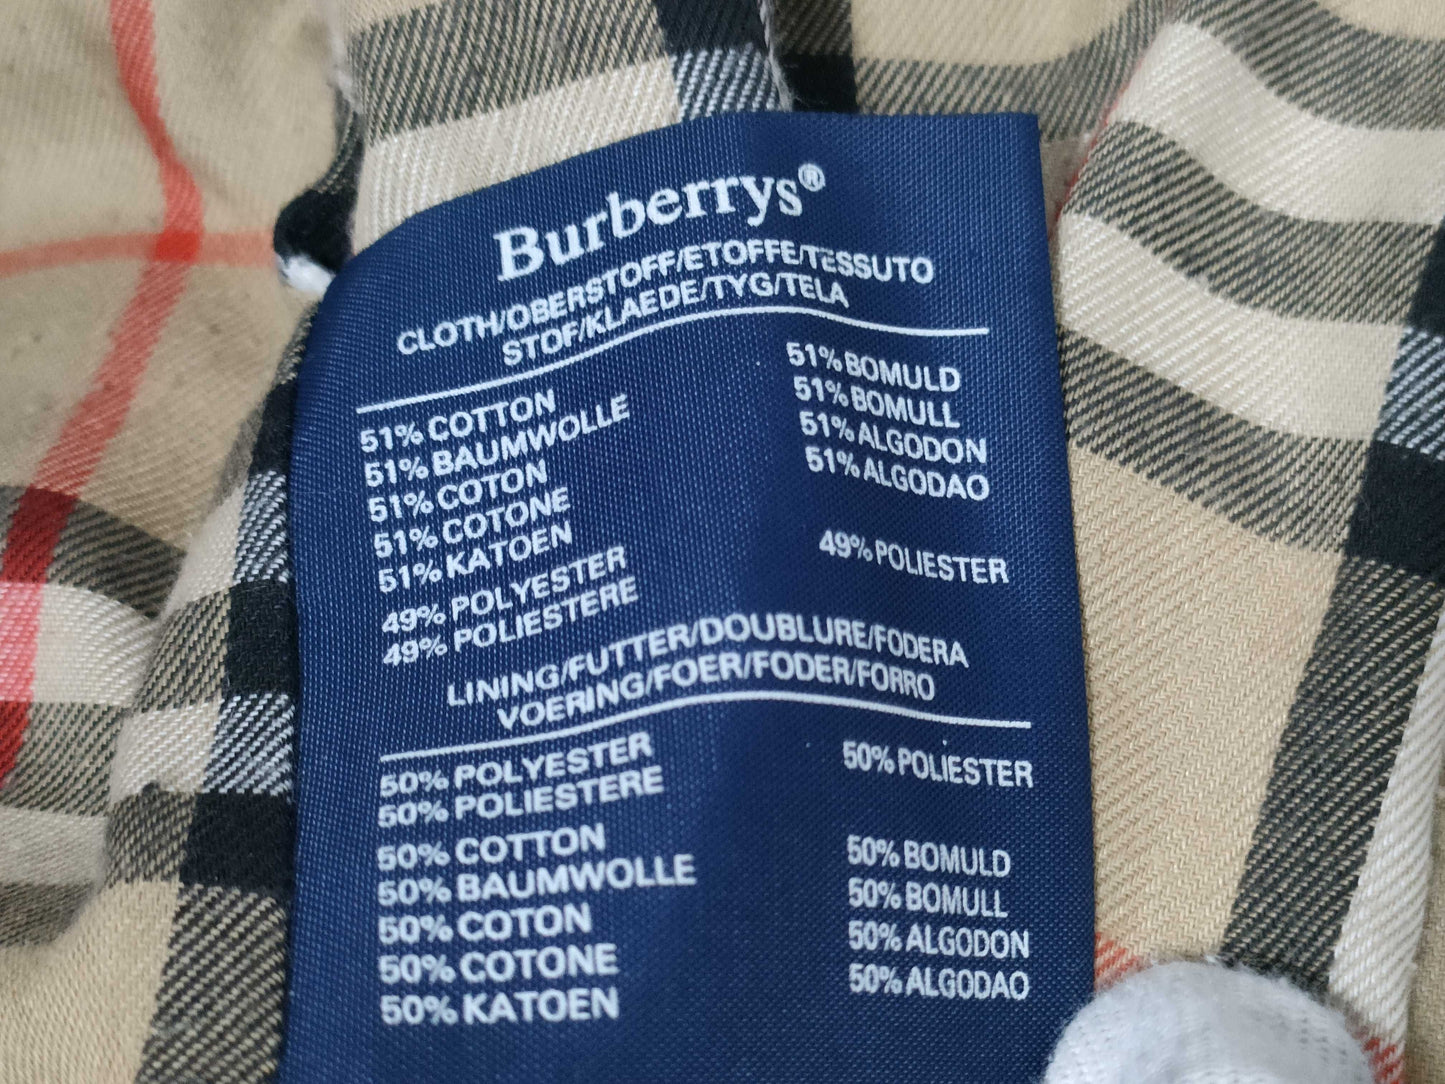 Burberrys®
CLOTH/OBERSTOFF/ETOFFE/TESSUTO
STOF/KLAEDE/TYG/TELA
51% COTTON
51% BAUMWOLLE
51% COTON
51% COTONE
51% KATOEN
49% POLYESTER
49% POLIESTERE
51% BOMULD
51% BOMULL
51% ALGODON
51% ALGODAO
49% POLIESTER
LINING/FUTTER/DOUBLURE/FODERA
VOERING/FOER/FODER/FORRO
50% POLYESTER
50% POLIESTERE
50% COTTON
50% BAUMWOLLE
50% COTON
50% COTONE
50% KATOEN
50% POLIESTER
50% BOMULD
50% BOMULL
50% ALGODON
50% ALGODAO